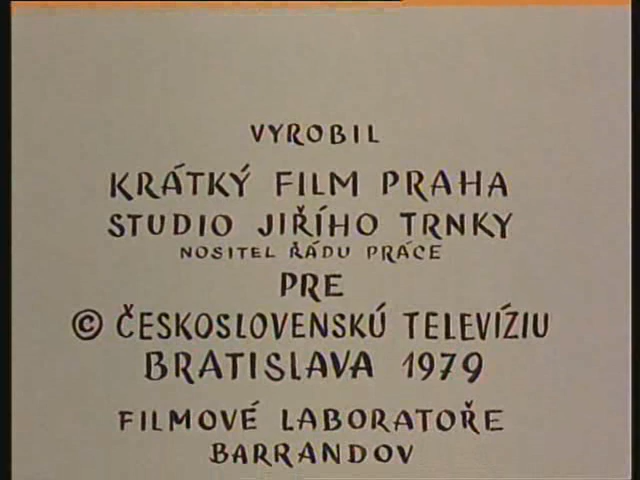 VYROBIL
KRÁTKÝ FILM PRAHA
STUDIO JIŘÍHO TRNKY
NOSITEL ŘÁDU PRÁCE
PRE
© ČESKOSLOVENSKÚ TELEVÍZIU
BRATISLAVA 1979
FILMOVÉ LABORATOŘE
BARRANDOV